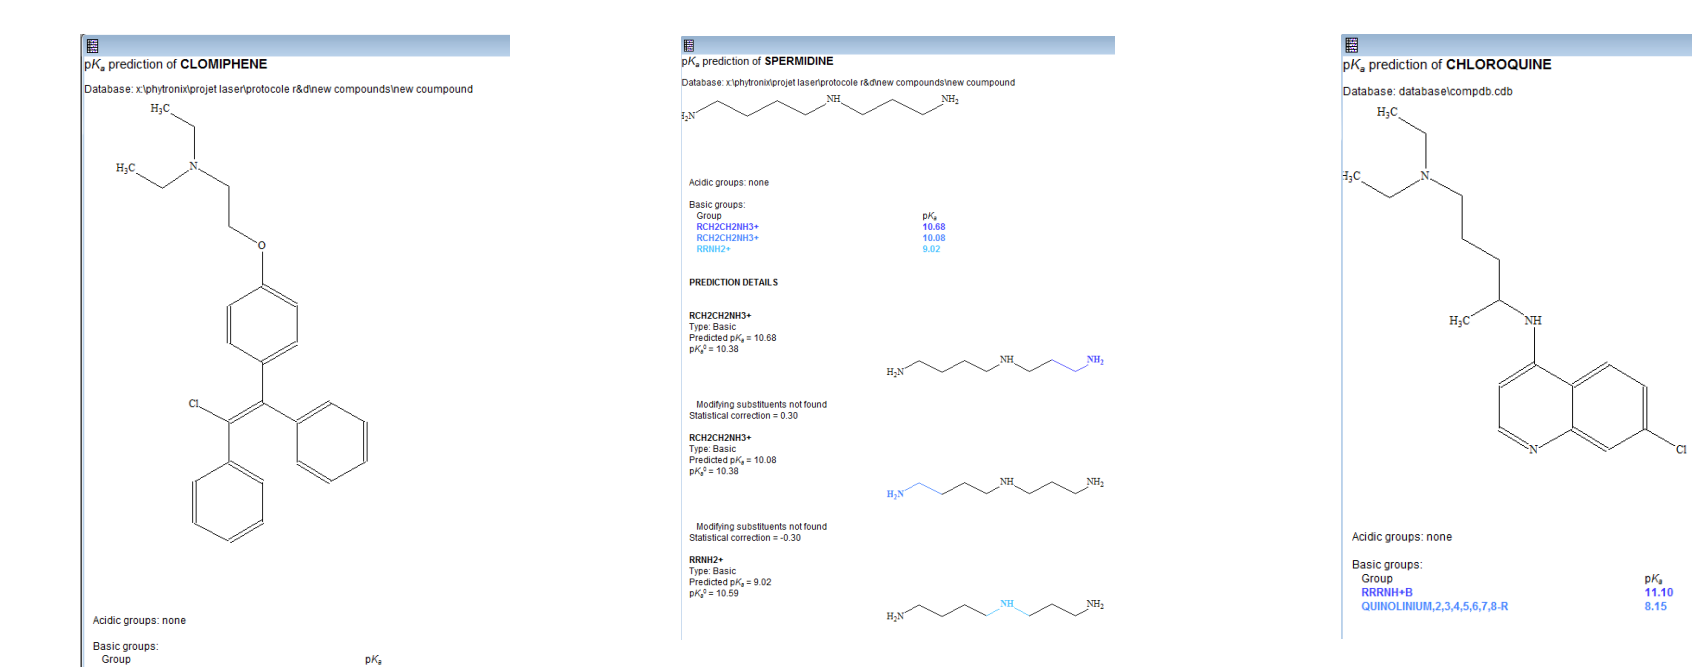 pKa prediction of CLOMIPHENE
Database: x:\phytronix\projet laser\protocole r&d\new compounds\new coumpound
H3C
H3C
N
O
Cl
Acidic groups: none
Basic groups:
Group pKa
pKa prediction of SPERMIDINE
Database: x:\phytronix\projet laser\protocole r&d\new compounds\new coumpound
H2N NH NH2
Acidic groups: none
Basic groups:
Group pKa
RCH2CH2NH3+ 10.68
RCH2CH2NH3+ 10.08
RRNH2+ 9.02
PREDICTION DETAILS
RCH2CH2NH3+
Type: Basic
Predicted pKa = 10.68
pKa0 = 10.38
H2N NH NH2
Modifying substituents not found
Statistical correction = 0.30
RCH2CH2NH3+
Type: Basic
Predicted pKa = 10.08
pKa0 = 10.38
H2N NH NH2
Modifying substituents not found
Statistical correction = -0.30
RRNH2+
Type: Basic
Predicted pKa = 9.02
pKa0 = 10.59
H2N NH NH2
pKa prediction of CHLOROQUINE
Database: database\compdb.cdb
H3C
H3C
N
H3C NH
N
Cl
Acidic groups: none
Basic groups:
Group pKa
RRRNH+B 11.10
QUINOLINIUM,2,3,4,5,6,7,8-R 8.15